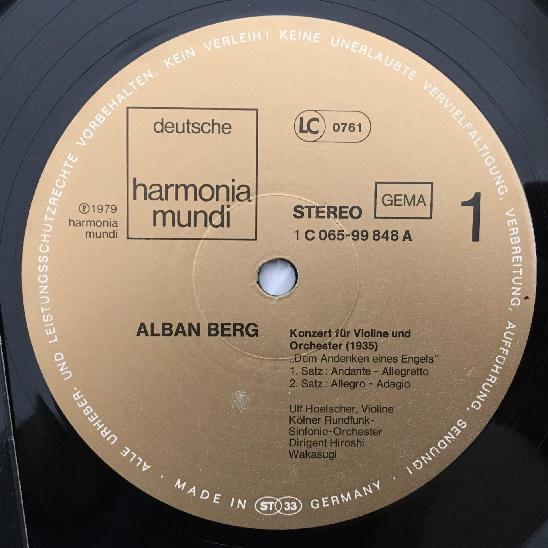 ALLE URHEBER- UND LEISTUNGSSCHUTZRECHTE VORBEHALTEN. KEIN VERLEIH! KEINE UNERLAUBTE VERVIELFÄLTIGUNG, VERBREITUNG, AUFFÜHRUNG, SENDUNG!
deutsche
harmonia
mundi
LC 0761
℗ 1979
harmonia
mundi
STEREO
GEMA
1
1 C 065-99 848 A
ALBAN BERG
Konzert für Violine und
Orchester (1935)
„Dem Andenken eines Engels"
1. Satz: Andante - Allegretto
2. Satz: Allegro - Adagio
Ulf Hoelscher, Violine
Kölner Rundfunk-
Sinfonie-Orchester
Dirigent Hiroshi
Wakasugi
• MADE IN ST 33 GERMANY •